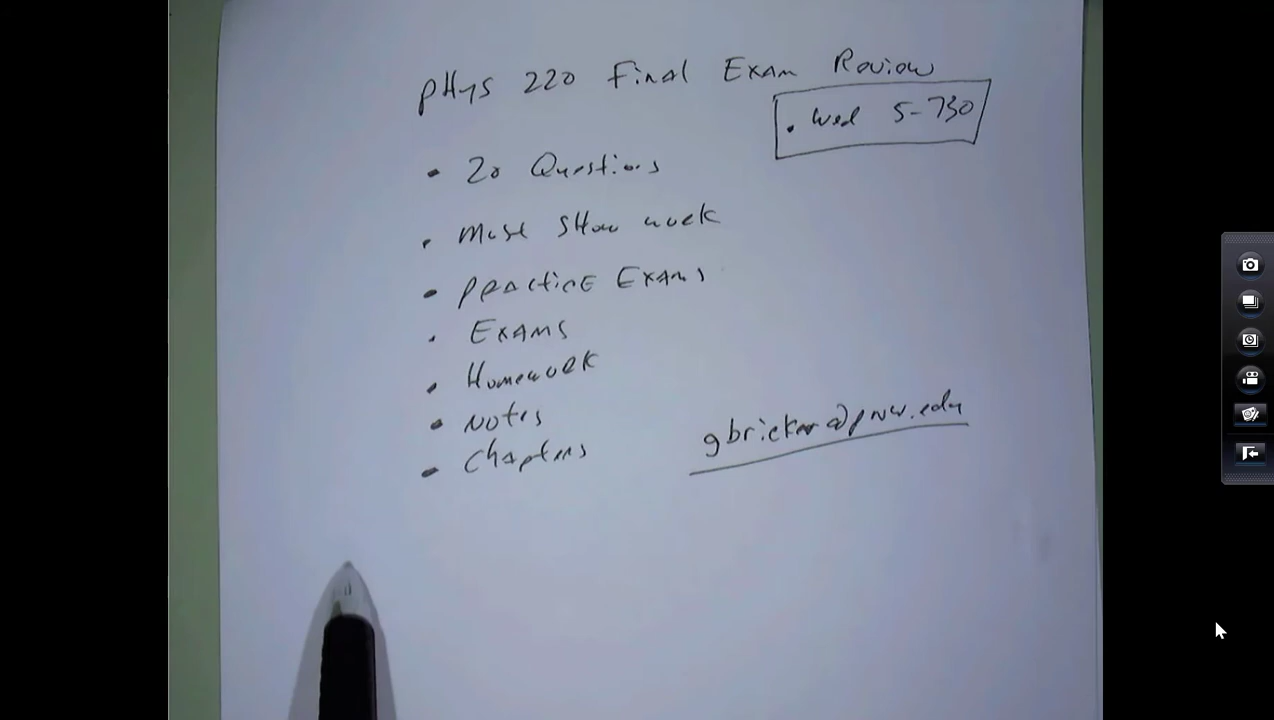 PHYS 220 Final Exam Review
• Wed 5-730
• 20 Questions
• Must Show work
• Practice Exams
• Exams
• Homework
• Notes
• Chapters
gbricker@pnw.edu